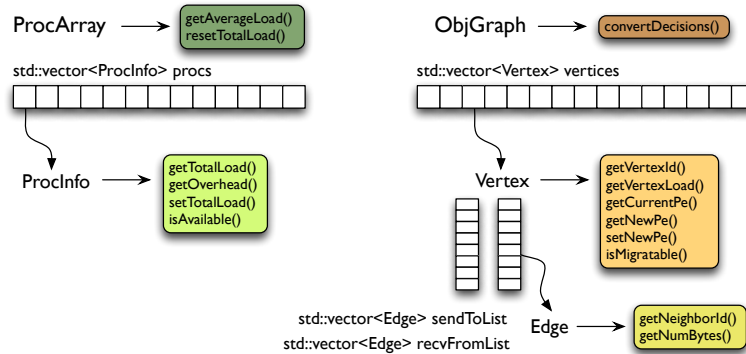 ProcArray
getAverageLoad()
resetTotalLoad()
std::vector<ProcInfo> procs
ProcInfo
getTotalLoad()
getOverhead()
setTotalLoad()
isAvailable()
ObjGraph
convertDecisions()
std::vector<Vertex> vertices
Vertex
getVertexId()
getVertexLoad()
getCurrentPe()
getNewPe()
setNewPe()
isMigratable()
std::vector<Edge> sendToList
std::vector<Edge> recvFromList
Edge
getNeighborId()
getNumBytes()